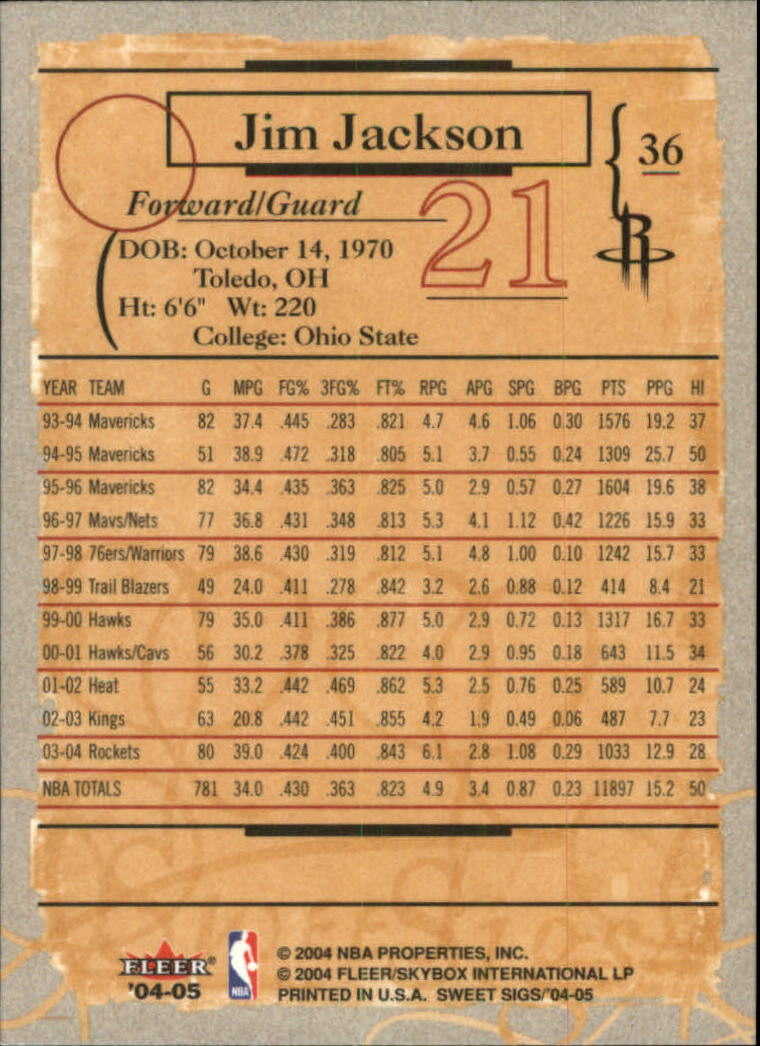 Jim Jackson
36
Forward/Guard
21
DOB: October 14, 1970
Toledo, OH
Ht: 6'6" Wt: 220
College: Ohio State
YEAR TEAM G MPG FG% 3FG% FT% RPG APG SPG BPG PTS PPG HI
93-94 Mavericks 82 37.4 .445 .283 .821 4.7 4.6 1.06 0.30 1576 19.2 37
94-95 Mavericks 51 38.9 .472 .318 .805 5.1 3.7 0.55 0.24 1309 25.7 50
95-96 Mavericks 82 34.4 .435 .363 .825 5.0 2.9 0.57 0.27 1604 19.6 38
96-97 Mavs/Nets 77 36.8 .431 .348 .813 5.3 4.1 1.12 0.42 1226 15.9 33
97-98 76ers/Warriors 79 38.6 .430 .319 .812 5.1 4.8 1.00 0.10 1242 15.7 33
98-99 Trail Blazers 49 24.0 .411 .278 .842 3.2 2.6 0.88 0.12 414 8.4 21
99-00 Hawks 79 35.0 .411 .386 .877 5.0 2.9 0.72 0.13 1317 16.7 33
00-01 Hawks/Cavs 56 30.2 .378 .325 .822 4.0 2.9 0.95 0.18 643 11.5 34
01-02 Heat 55 33.2 .442 .469 .862 5.3 2.5 0.76 0.25 589 10.7 24
02-03 Kings 63 20.8 .442 .451 .855 4.2 1.9 0.49 0.06 487 7.7 23
03-04 Rockets 80 39.0 .424 .400 .843 6.1 2.8 1.08 0.29 1033 12.9 28
NBA TOTALS 781 34.0 .430 .363 .823 4.9 3.4 0.87 0.23 11897 15.2 50
FLEER®
'04-05
NBA
© 2004 NBA PROPERTIES, INC.
© 2004 FLEER/SKYBOX INTERNATIONAL LP
PRINTED IN U.S.A. SWEET SIGS/'04-05